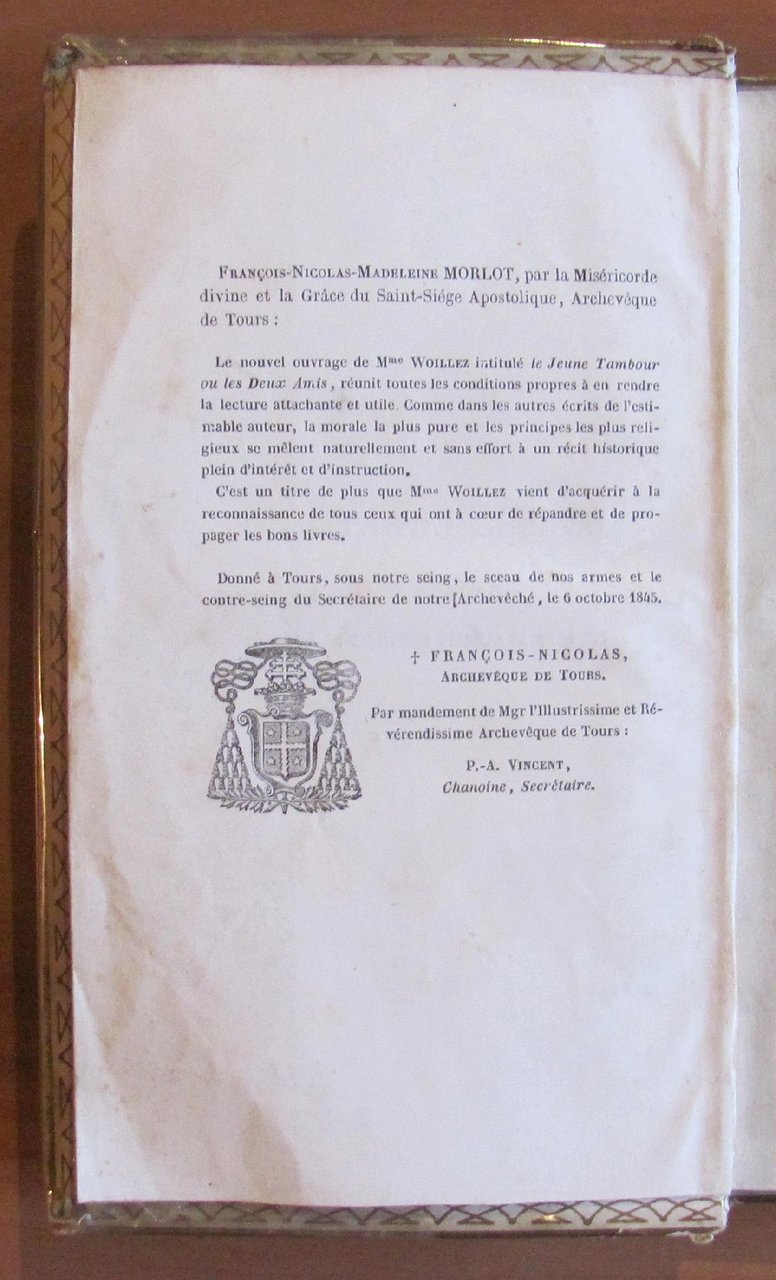 François-Nicolas-Madeleine MORLOT, par la Miséricorde
divine et la Grâce du Saint-Siége Apostolique, Archevêque
de Tours :
Le nouvel ouvrage de Mme Woillez intitulé le Jeune Tambour
ou les Deux Amis, réunit toutes les conditions propres à en rendre
la lecture attachante et utile. Comme dans les autres écrits de l'esti-
mable auteur, la morale la plus pure et les principes les plus reli-
gieux se mêlent naturellement et sans effort à un récit historique
plein d'intérêt et d'instruction.
C'est un titre de plus que Mme Woillez vient d'acquérir à la
reconnaissance de tous ceux qui ont à cœur de répandre et de pro-
pager les bons livres.
Donné à Tours, sous notre seing, le sceau de nos armes et le
contre-seing du Secrétaire de notre [Archevêché, le 6 octobre 1845.
† FRANÇOIS-NICOLAS,
Archevêque de Tours.
Par mandement de Mgr l'Illustrissime et Ré-
vérendissime Archevêque de Tours :
P.-A. Vincent,
Chanoine, Secrétaire.